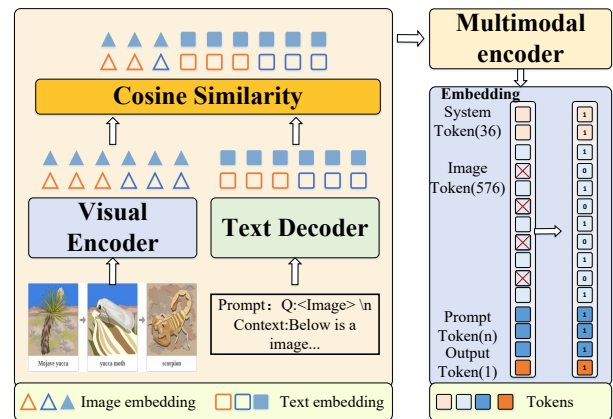 Multimodal
encoder
Cosine Similarity
Embedding
System
Token(36)
Image
Token(576)
Prompt
Token(n)
Output
Token(1)
1
1
1
0
1
0
1
0
1
0
1
1
1
1
1
Visual
Encoder
Text Decoder
Mojave yucca
yucca moth
scorpion
Prompt：Q:<Image> \n
Context:Below is a
image...
Image embedding
Text embedding
Tokens